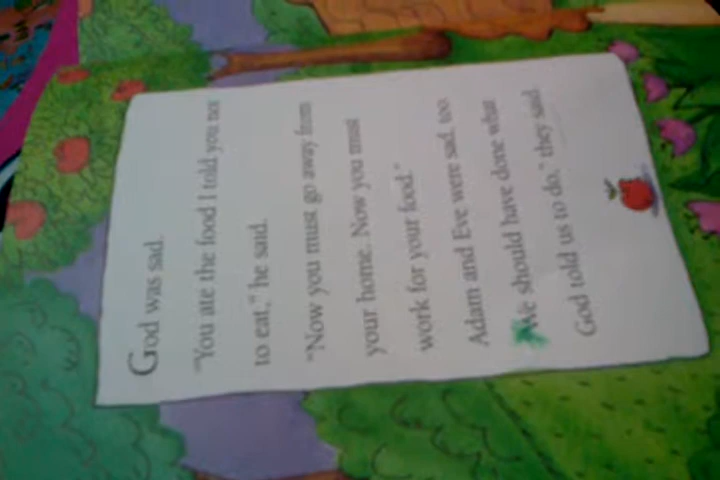 God was sad.
"You ate the food I told you not
to eat," he said.
"Now you must go away from
your home. Now you must
work for your food."
Adam and Eve were sad, too.
"We should have done what
God told us to do," they said.